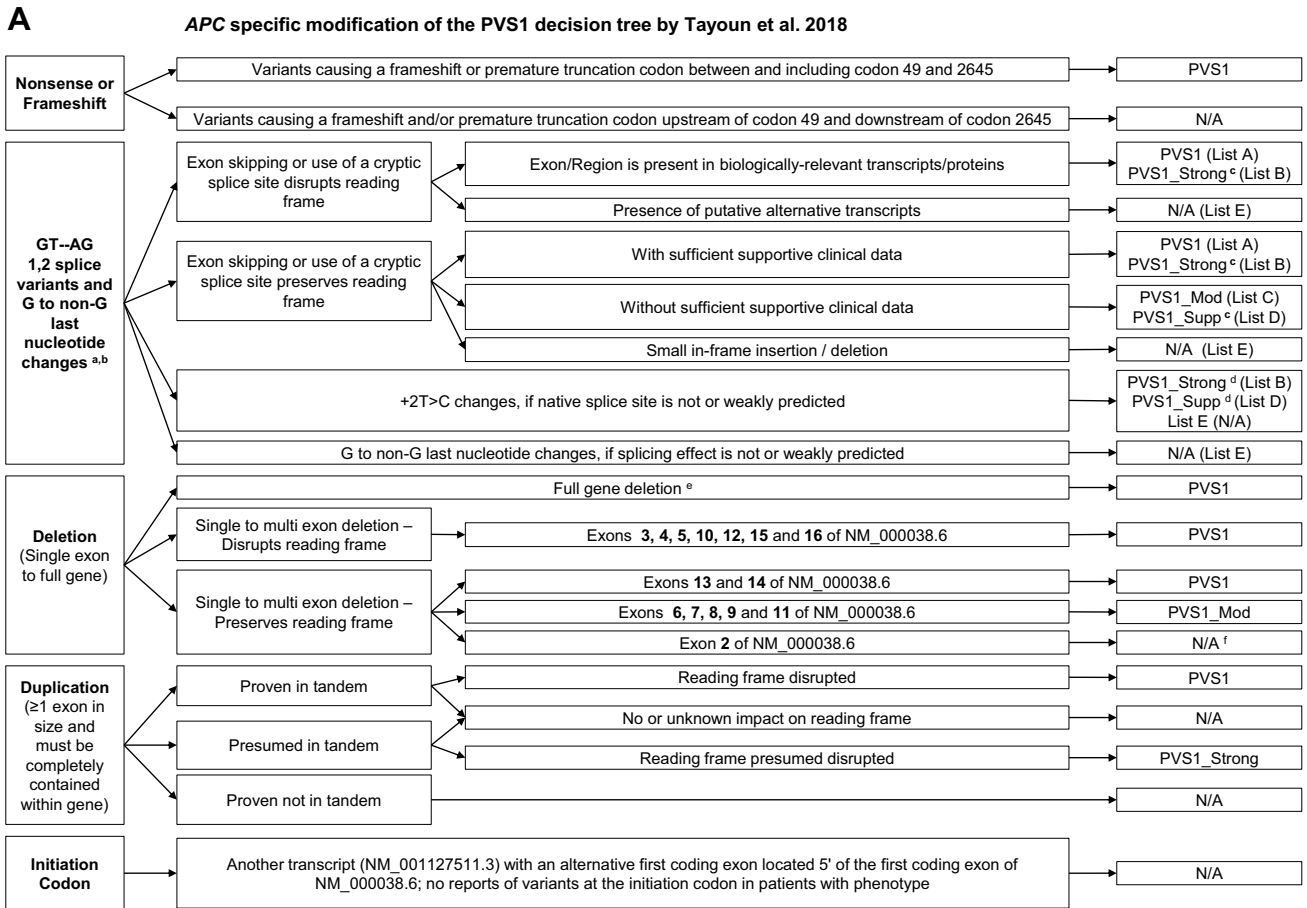 A
APC specific modification of the PVS1 decision tree by Tayoun et al. 2018
Nonsense or
Frameshift
Variants causing a frameshift or premature truncation codon between and including codon 49 and 2645
PVS1
Variants causing a frameshift and/or premature truncation codon upstream of codon 49 and downstream of codon 2645
N/A
GT--AG
1,2 splice
variants and
G to non-G
last
nucleotide
changes a,b
Exon skipping or use of a cryptic
splice site disrupts reading
frame
Exon/Region is present in biologically-relevant transcripts/proteins
PVS1 (List A)
PVS1_Strong c (List B)
Presence of putative alternative transcripts
N/A (List E)
Exon skipping or use of a cryptic
splice site preserves reading
frame
With sufficient supportive clinical data
PVS1 (List A)
PVS1_Strong c (List B)
Without sufficient supportive clinical data
PVS1_Mod (List C)
PVS1_Supp c (List D)
Small in-frame insertion / deletion
N/A (List E)
+2T>C changes, if native splice site is not or weakly predicted
PVS1_Strong d (List B)
PVS1_Supp d (List D)
List E (N/A)
G to non-G last nucleotide changes, if splicing effect is not or weakly predicted
N/A (List E)
Deletion
(Single exon
to full gene)
Full gene deletion e
PVS1
Single to multi exon deletion –
Disrupts reading frame
Exons 3, 4, 5, 10, 12, 15 and 16 of NM_000038.6
PVS1
Single to multi exon deletion –
Preserves reading frame
Exons 13 and 14 of NM_000038.6
PVS1
Exons 6, 7, 8, 9 and 11 of NM_000038.6
PVS1_Mod
Exon 2 of NM_000038.6
N/A f
Duplication
(≥1 exon in
size and
must be
completely
contained
within gene)
Proven in tandem
Reading frame disrupted
PVS1
No or unknown impact on reading frame
N/A
Presumed in tandem
Reading frame presumed disrupted
PVS1_Strong
Proven not in tandem
N/A
Initiation
Codon
Another transcript (NM_001127511.3) with an alternative first coding exon located 5' of the first coding exon of
NM_000038.6; no reports of variants at the initiation codon in patients with phenotype
N/A